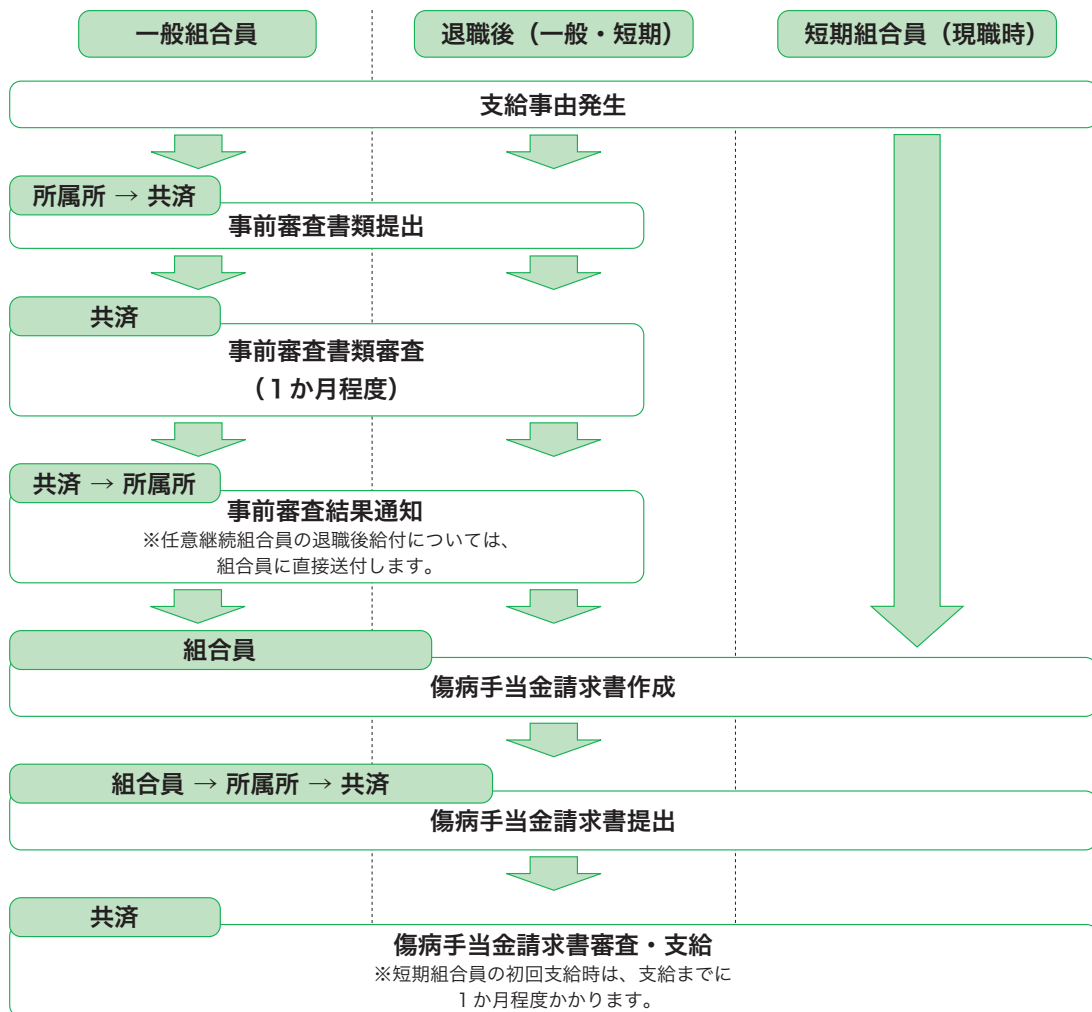 一般組合員
退職後（一般・短期）
短期組合員（現職時）
支給事由発生
所属所 → 共済
事前審査書類提出
共済
事前審査書類審査
（１か月程度）
共済 → 所属所
事前審査結果通知
※任意継続組合員の退職後給付については、
組合員に直接送付します。
組合員
傷病手当金請求書作成
組合員 → 所属所 → 共済
傷病手当金請求書提出
共済
傷病手当金請求書審査・支給
※短期組合員の初回支給時は、支給までに
１か月程度かかります。